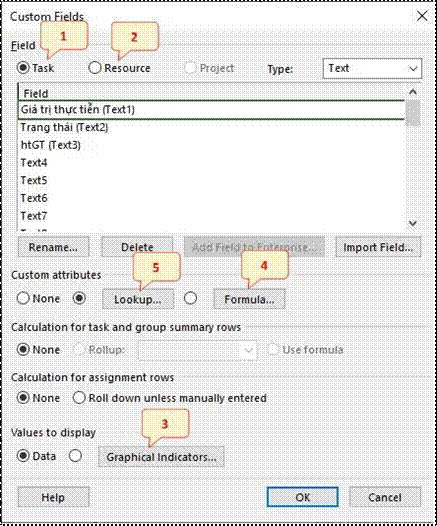 Custom Fields
1 2
Field
Task Resource Project Type: Text
Field
Giá trị thực tiễn (Text1)
Trang thái (Text2)
htGT (Text3)
Text4
Text5
Text6
Text7
Rename... Delete Add Field to Enterprise... Import Field...
5 4
Custom attributes
None Lookup... Formula...
Calculation for task and group summary rows
None Rollup: Use formula
Calculation for assignment rows
None Roll down unless manually entered
3
Values to display
Data Graphical Indicators...
Help OK Cancel